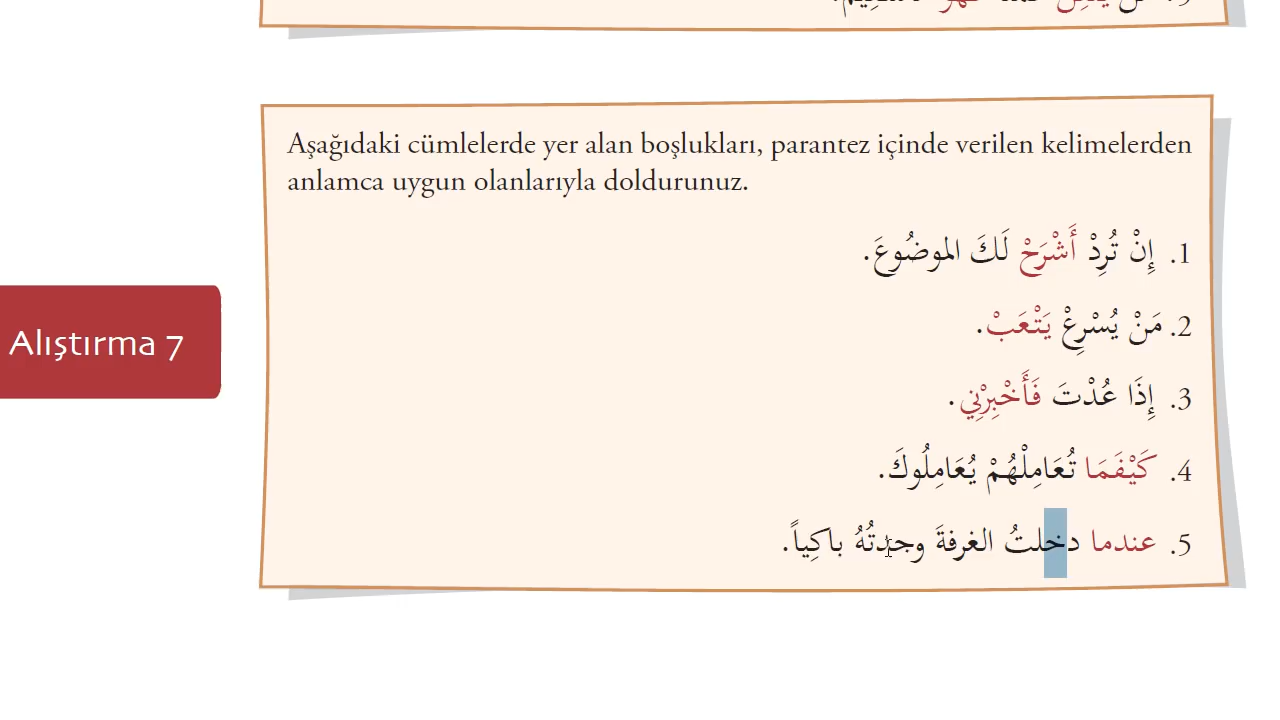 Alıştırma 7
Aşağıdaki cümlelerde yer alan boşlukları, parantez içinde verilen kelimelerden
anlamca uygun olanlarıyla doldurunuz.
1. إِنْ تُرِدْ أَشْرَحْ لَكَ الموضُوعَ.
2. مَنْ يُسْرِعْ يَتْعَبْ.
3. إِذَا عُدْتَ فَأَخْبِرْنِي.
4. كَيْفَمَا تُعَامِلْهُمْ يُعَامِلُوكَ.
5. عندما دخلتُ الغرفةَ وجدتُهُ باكِياً.